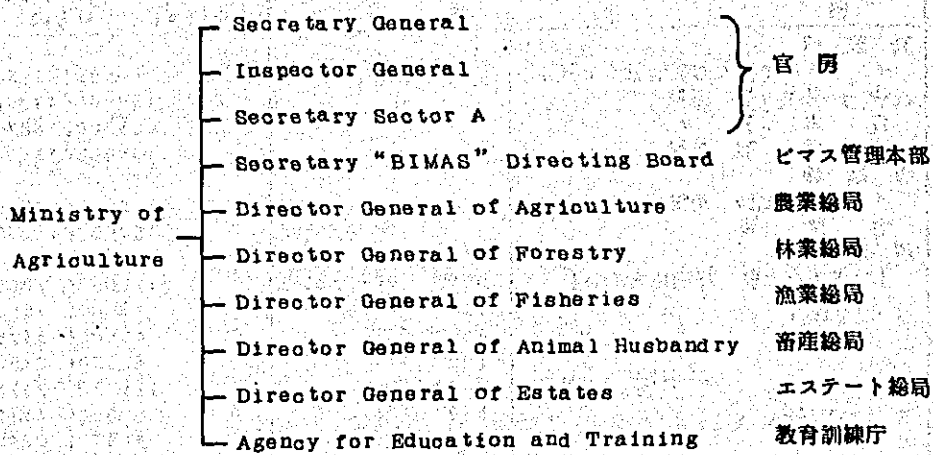 Secretary General
Inspector General
官房
Secretary Sector A
Secretary "BIMAS" Directing Board ビマス管理本部
Ministry of Agriculture
Director General of Agriculture 農業総局
Director General of Forestry 林業総局
Director General of Fisheries 漁業総局
Director General of Animal Husbandry 畜産総局
Director General of Estates エステート総局
Agency for Education and Training 教育訓練庁